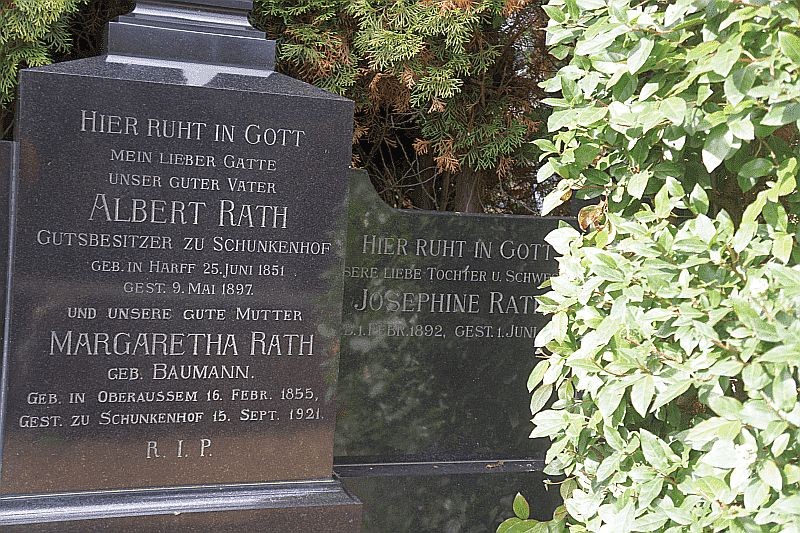 HIER RUHT IN GOTT
MEIN LIEBER GATTE
UNSER GUTER VATER
ALBERT RATH
GUTSBESITZER ZU SCHUNKENHOF
GEB. IN HARFF 25. JUNI 1851
GEST. 9. MAI 1897.
UND UNSERE GUTE MUTTER
MARGARETHA RATH
GEB. BAUMANN.
GEB. IN OBERAUSSEM 16. FEBR. 1855,
GEST. ZU SCHUNKENHOF 15. SEPT. 1921.
R. I. P.
HIER RUHT IN GOTT
SERE LIEBE TOCHTER U. SCHWE
JOSEPHINE RATH
1. FEBR. 1892, GEST. 1. JUNI